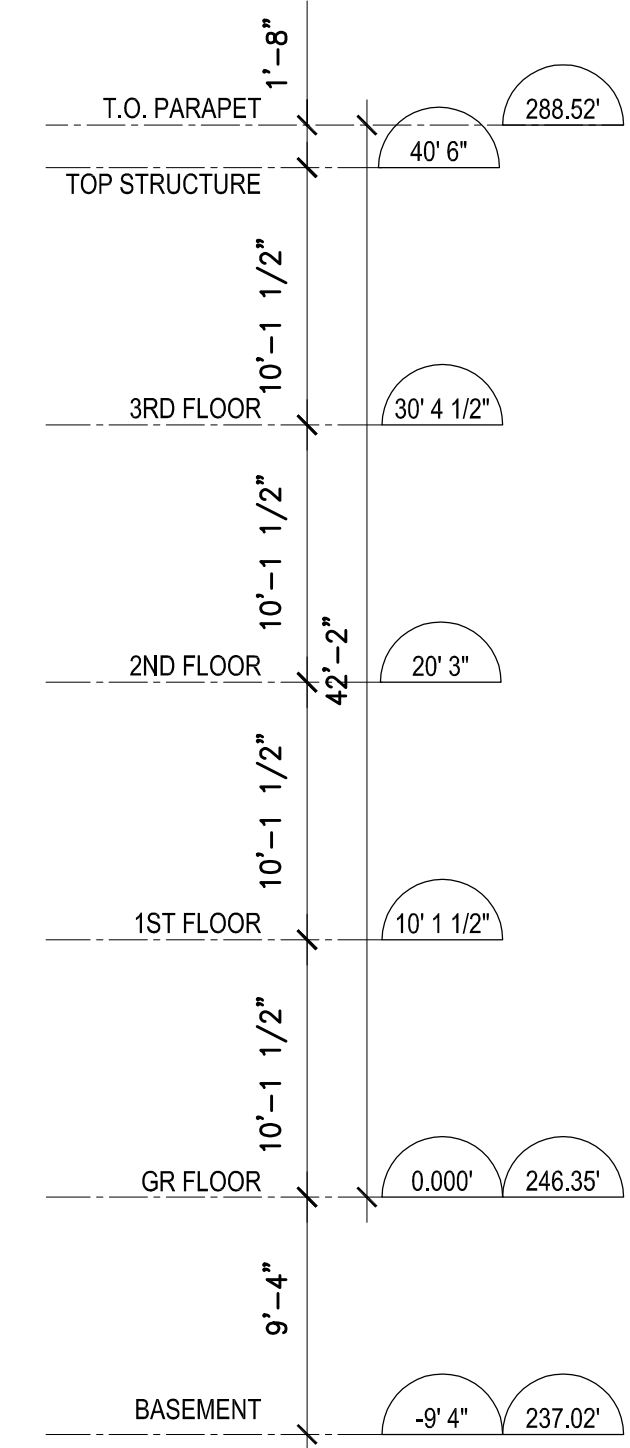 1'-8"
T.O. PARAPET 288.52'
40' 6"
TOP STRUCTURE
10'-1 1/2"
3RD FLOOR 30' 4 1/2"
10'-1 1/2"
42'-2"
2ND FLOOR 20' 3"
10'-1 1/2"
1ST FLOOR 10' 1 1/2"
10'-1 1/2"
GR FLOOR 0.000' 246.35'
9'-4"
BASEMENT -9' 4" 237.02'